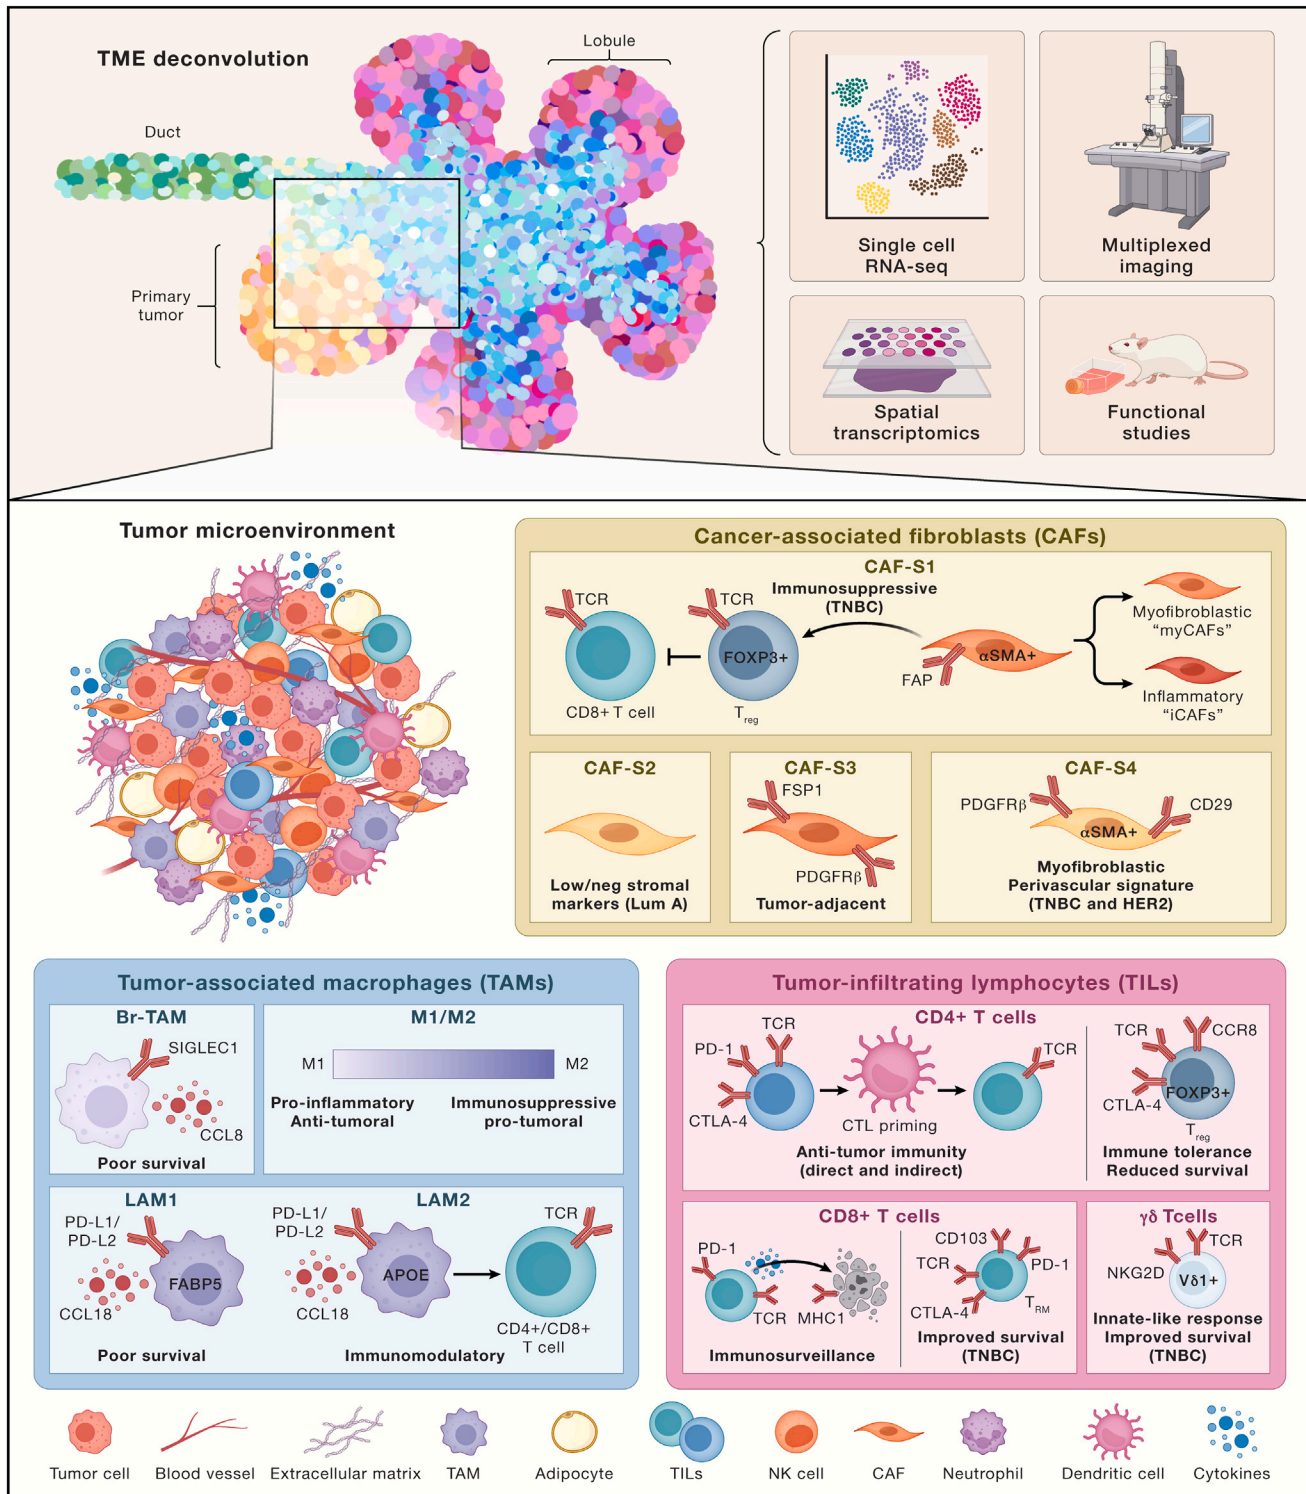 TME deconvolution
Lobule
Duct
Primary
tumor
Single cell
RNA-seq
Multiplexed
imaging
Spatial
transcriptomics
Functional
studies
Tumor microenvironment
Cancer-associated fibroblasts (CAFs)
CAF-S1
Immunosuppressive
(TNBC)
TCR
TCR
FOXP3+
αSMA+
FAP
CD8+ T cell
Treg
Myofibroblastic
“myCAFs”
Inflammatory
“iCAFs”
CAF-S2
Low/neg stromal
markers (Lum A)
CAF-S3
FSP1
PDGFRβ
Tumor-adjacent
CAF-S4
PDGFRβ
CD29
αSMA+
Myofibroblastic
Perivascular signature
(TNBC and HER2)
Tumor-associated macrophages (TAMs)
Br-TAM
SIGLEC1
CCL8
Poor survival
M1/M2
M1
M2
Pro-inflammatory
Anti-tumoral
Immunosuppressive
pro-tumoral
LAM1
PD-L1/
PD-L2
FABP5
CCL18
Poor survival
LAM2
PD-L1/
PD-L2
APOE
CCL18
TCR
CD4+/CD8+
T cell
Immunomodulatory
Tumor-infiltrating lymphocytes (TILs)
CD4+ T cells
TCR
PD-1
CTLA-4
CTL priming
TCR
Anti-tumor immunity
(direct and indirect)
TCR
CCR8
CTLA-4
FOXP3+
Treg
Immune tolerance
Reduced survival
CD8+ T cells
PD-1
TCR
MHC1
Immunosurveillance
CD103
TCR
PD-1
CTLA-4
TRM
Improved survival
(TNBC)
γδ Tcells
TCR
NKG2D
Vδ1+
Innate-like response
Improved survival
(TNBC)
Tumor cell
Blood vessel
Extracellular matrix
TAM
Adipocyte
TILs
NK cell
CAF
Neutrophil
Dendritic cell
Cytokines